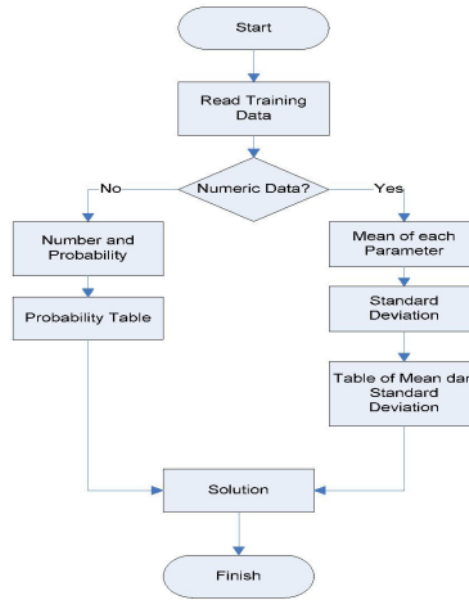 Start
Read Training
Data
Numeric Data?
No
Yes
Number and
Probability
Mean of each
Parameter
Probability Table
Standard
Deviation
Table of Mean dan
Standard
Deviation
Solution
Finish